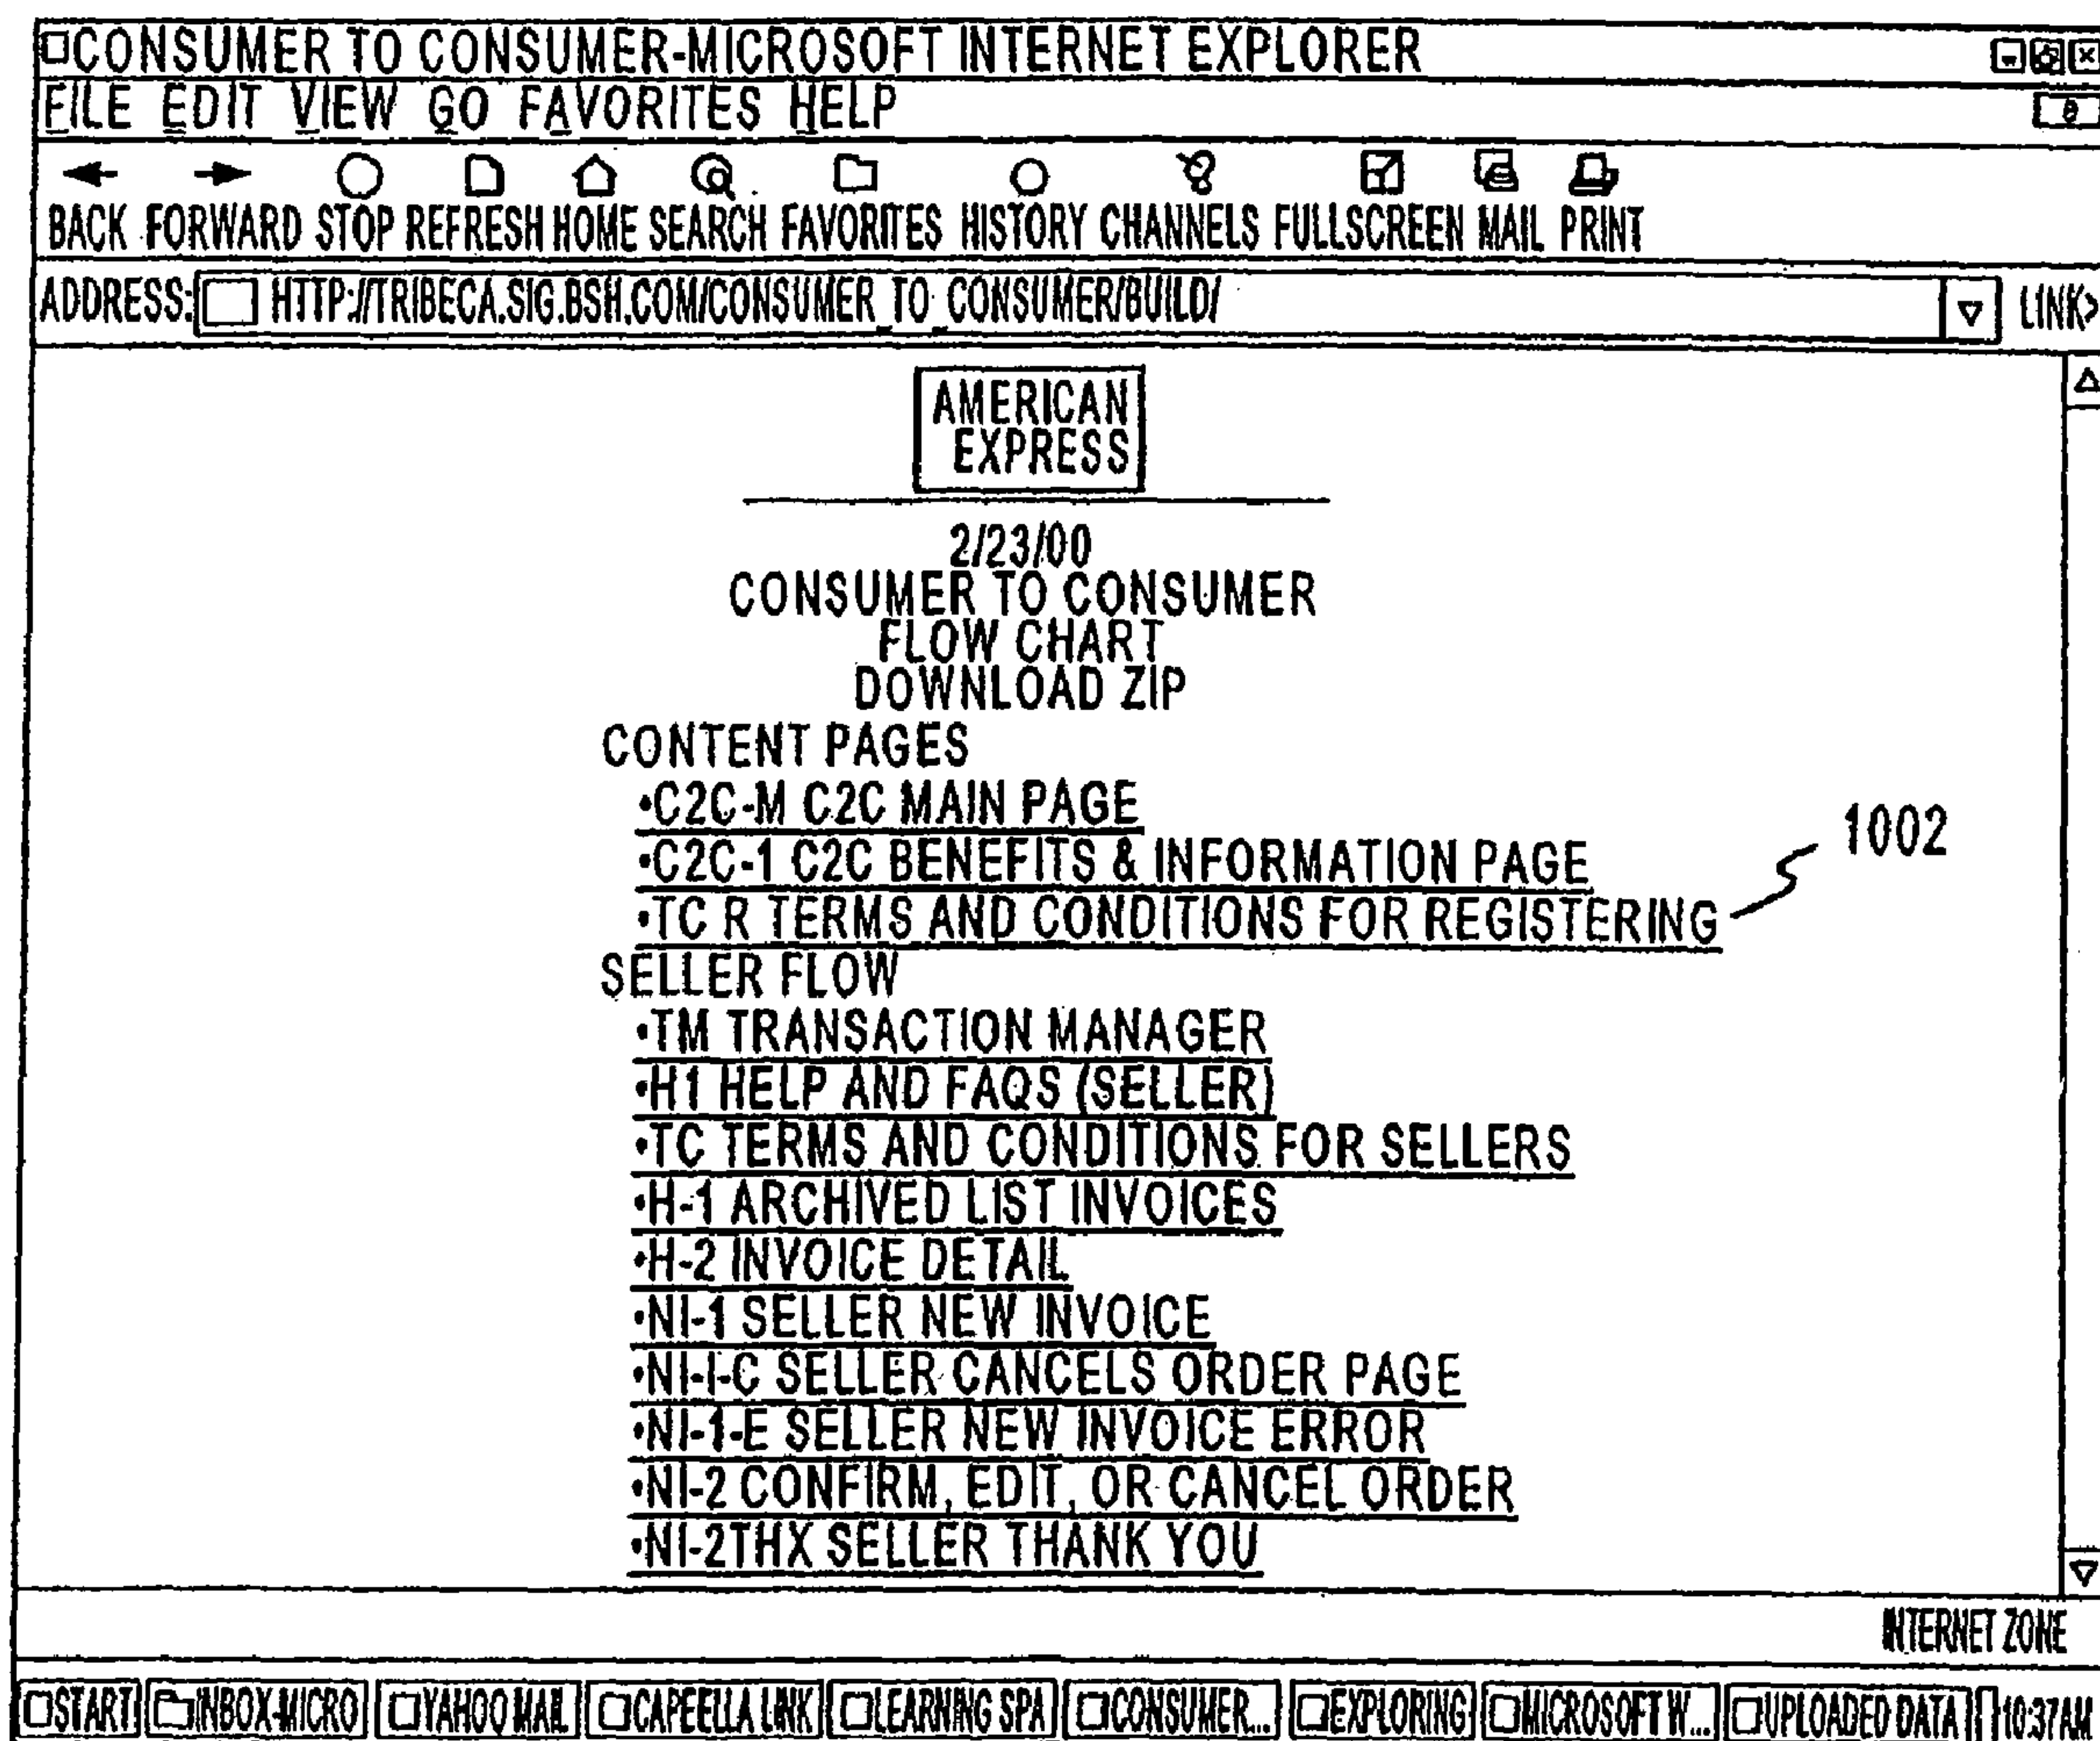 CONSUMER TO CONSUMER-MICROSOFT INTERNET EXPLORER
FILE EDIT VIEW GO FAVORITES HELP
BACK FORWARD STOP REFRESH HOME SEARCH FAVORITES HISTORY CHANNELS FULLSCREEN MAIL PRINT
ADDRESS: HTTP://TRIBECA.SIG.BSH.COM/CONSUMER_TO_CONSUMER/BUILD/ LINK>
AMERICAN
EXPRESS
2/23/00
CONSUMER TO CONSUMER
FLOW CHART
DOWNLOAD ZIP
CONTENT PAGES
•C2C-M C2C MAIN PAGE
•C2C-1 C2C BENEFITS & INFORMATION PAGE
•TC R TERMS AND CONDITIONS FOR REGISTERING
1002
SELLER FLOW
•TM TRANSACTION MANAGER
•H1 HELP AND FAQS (SELLER)
•TC TERMS AND CONDITIONS FOR SELLERS
•H-1 ARCHIVED LIST INVOICES
•H-2 INVOICE DETAIL
•NI-1 SELLER NEW INVOICE
•NI-I-C SELLER CANCELS ORDER PAGE
•NI-1-E SELLER NEW INVOICE ERROR
•NI-2 CONFIRM, EDIT, OR CANCEL ORDER
•NI-2THX SELLER THANK YOU
INTERNET ZONE
START INBOX-MICRO YAHOO MAIL CAPEELLA LINK LEARNING SPA CONSUMER... EXPLORING MICROSOFT W... UPLOADED DATA 10:37AM